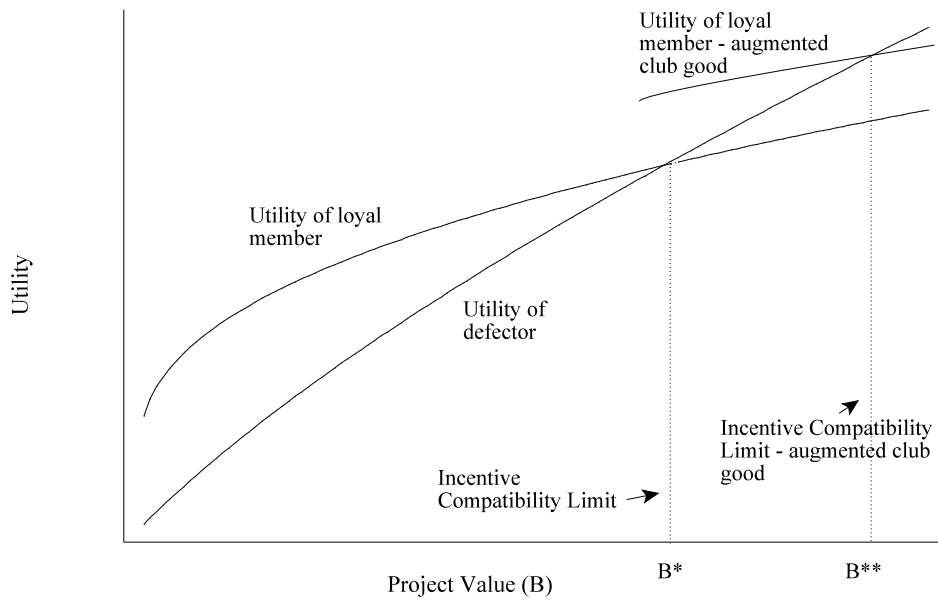 Utility of loyal
member - augmented
club good
Utility of loyal
member
Utility
Utility of
defector
Incentive Compatibility
Limit - augmented club
good
Incentive
Compatibility Limit
B*
B**
Project Value (B)